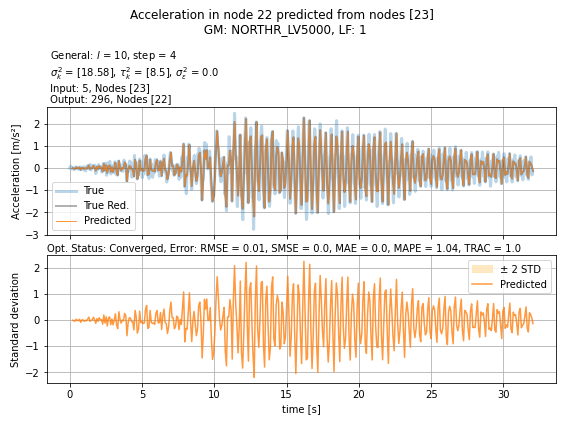 Acceleration in node 22 predicted from nodes [23]
GM: NORTHR_LV5000, LF: 1
General: l = 10, step = 4
σ²ₖ = [18.58], τ²ₖ = [8.5], σ²ε = 0.0
Input: 5, Nodes [23]
Output: 296, Nodes [22]
Acceleration [m/s²]
2
1
0
−1
−2
−3
True
True Red.
Predicted
Opt. Status: Converged, Error: RMSE = 0.01, SMSE = 0.0, MAE = 0.0, MAPE = 1.04, TRAC = 1.0
Standard deviation
2
1
0
−1
−2
± 2 STD
Predicted
0 5 10 15 20 25 30
time [s]